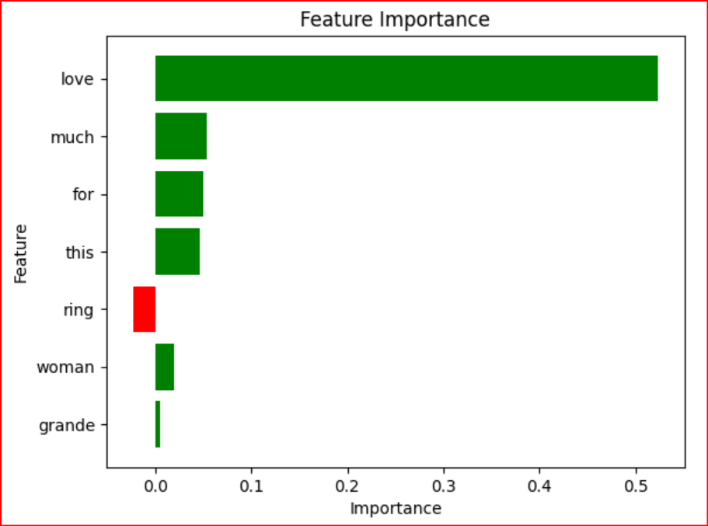 Feature Importance
love
much
for
this
ring
woman
grande
Feature
0.0 0.1 0.2 0.3 0.4 0.5
Importance